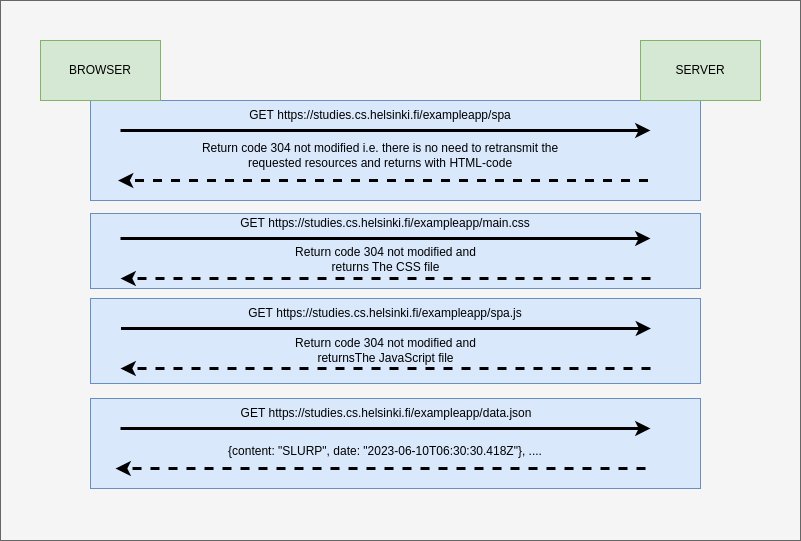 BROWSER
SERVER
GET https://studies.cs.helsinki.fi/exampleapp/spa
Return code 304 not modified i.e. there is no need to retransmit the
requested resources and returns with HTML-code
GET https://studies.cs.helsinki.fi/exampleapp/main.css
Return code 304 not modified and
returns The CSS file
GET https://studies.cs.helsinki.fi/exampleapp/spa.js
Return code 304 not modified and
returnsThe JavaScript file
GET https://studies.cs.helsinki.fi/exampleapp/data.json
{content: "SLURP", date: "2023-06-10T06:30:30.418Z"}, ....